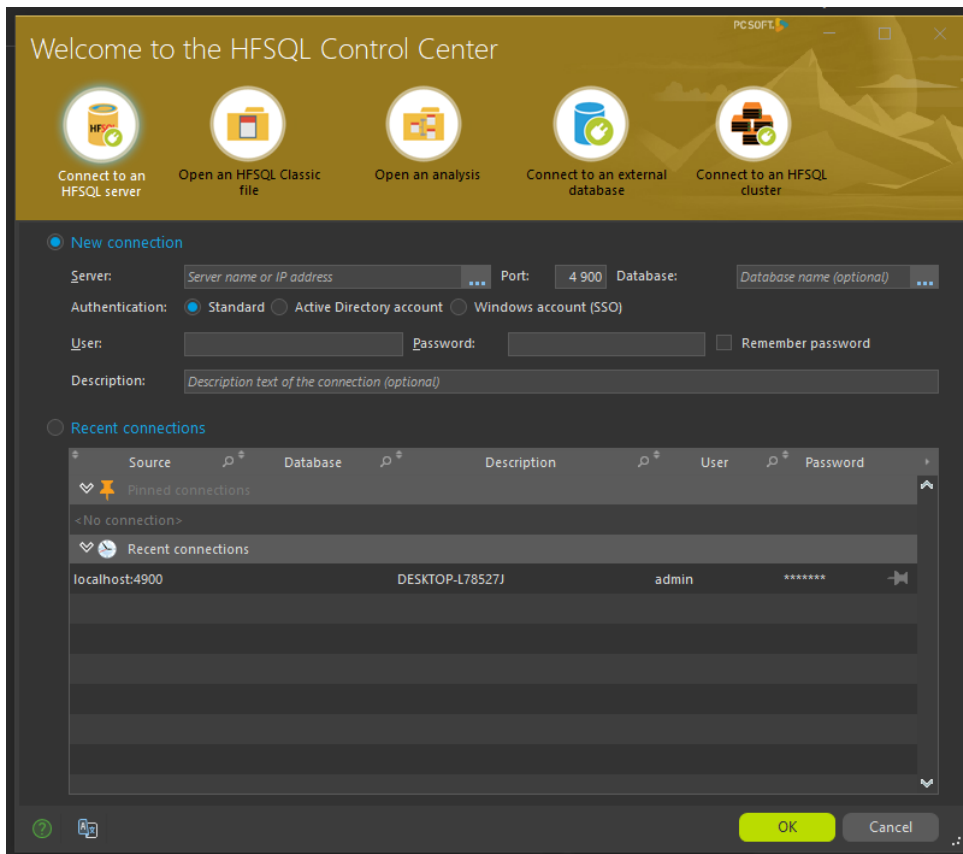 PC SOFT
Welcome to the HFSQL Control Center
HFSQL
Connect to an
HFSQL server
Open an HFSQL Classic
file
Open an analysis
Connect to an external
database
Connect to an HFSQL
cluster
New connection
Server: Server name or IP address ... Port: 4 900 Database: Database name (optional) ...
Authentication: Standard Active Directory account Windows account (SSO)
User: Password: Remember password
Description: Description text of the connection (optional)
Recent connections
Source Database Description User Password
Pinned connections
<No connection>
Recent connections
localhost:4900 DESKTOP-L78527J admin *******
? A OK Cancel